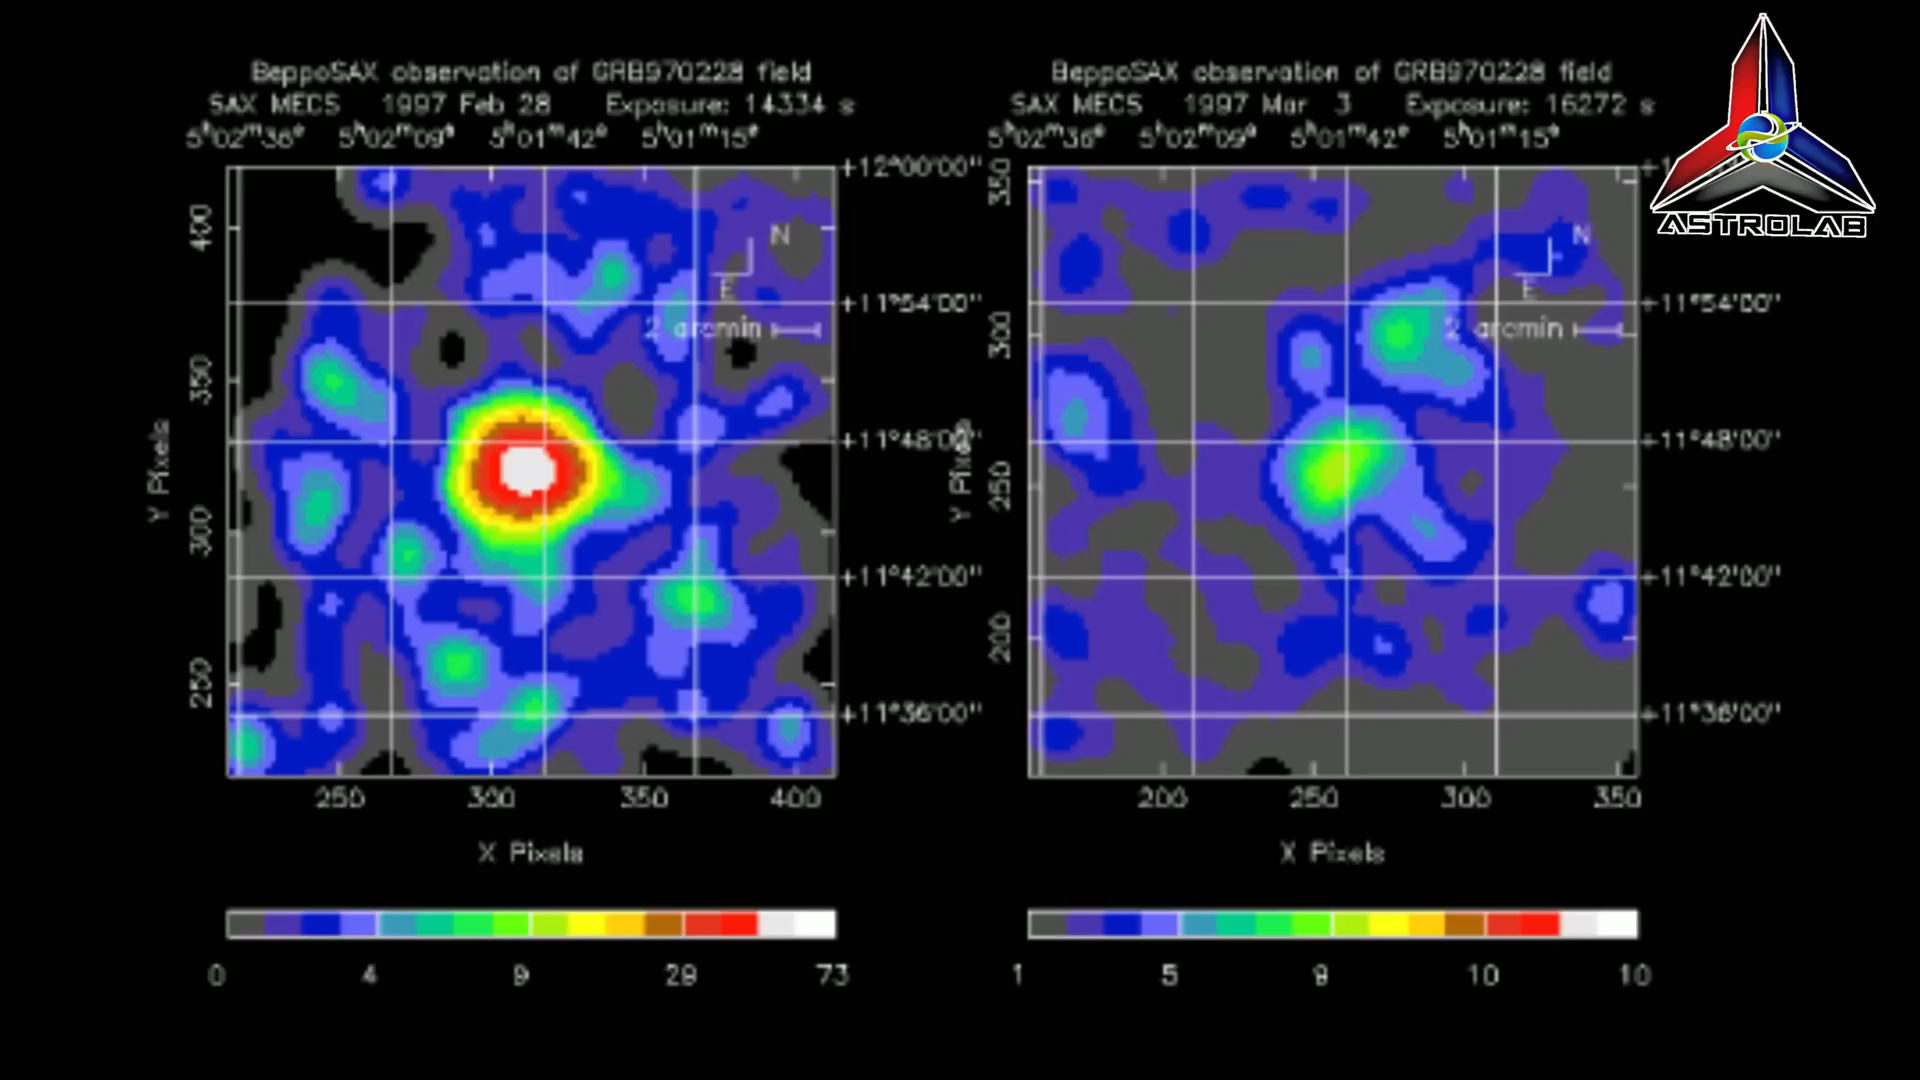 BeppoSAX observation of GRB970228 field
SAX MECS 1997 Feb 28 Exposure: 14334 s
5ʰ02ᵐ36ˢ 5ʰ02ᵐ09ˢ 5ʰ01ᵐ42ˢ 5ʰ01ᵐ15ˢ
+12°00'00"
400
N
E
+11°54'00"
2 arcmin
350
+11°48'00"
Y Pixels
300
+11°42'00"
250
+11°36'00"
250 300 350 400
X Pixels
0 4 9 29 73
BeppoSAX observation of GRB970228 field
SAX MECS 1997 Mar 3 Exposure: 16272 s
5ʰ02ᵐ36ˢ 5ʰ02ᵐ09ˢ 5ʰ01ᵐ42ˢ 5ʰ01ᵐ15ˢ
350
N
E
+11°54'00"
2 arcmin
300
+11°48'00"
Y Pixels
250
+11°42'00"
200
+11°36'00"
200 250 300 350
X Pixels
1 5 9 10 10
ASTROLAB